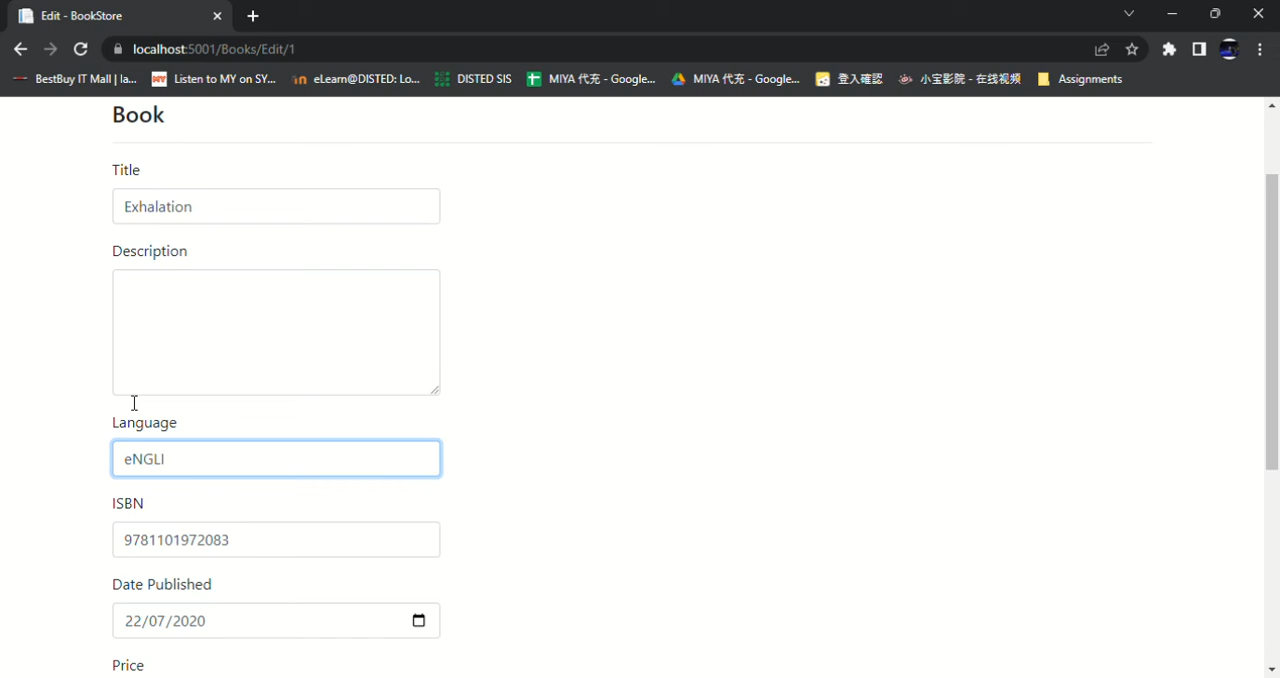 Edit - BookStore
localhost:5001/Books/Edit/1
BestBuy IT Mall | la... Listen to MY on SY... eLearn@DISTED: Lo... DISTED SIS MIYA 代充 - Google... MIYA 代充 - Google... 登入確認 小宝影院 - 在线视频 Assignments
Book
Title
Exhalation
Description
Language
eNGLI
ISBN
9781101972083
Date Published
22/07/2020
Price